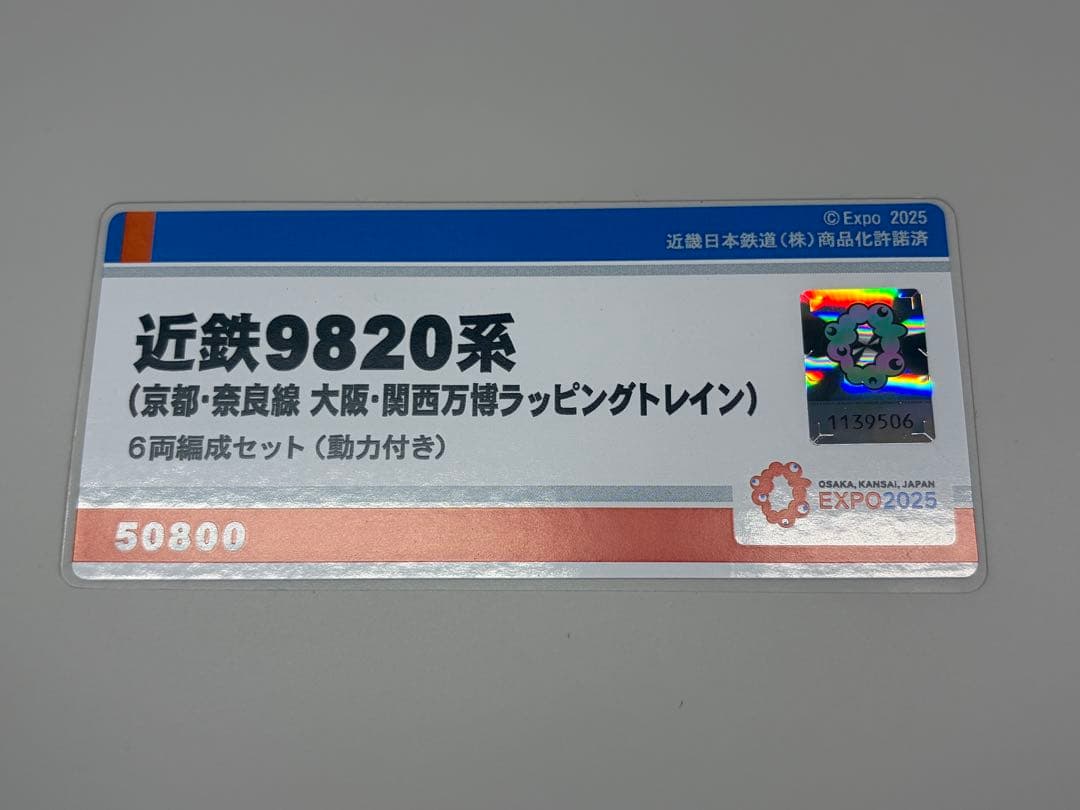 ©Expo 2025
近畿日本鉄道(株)商品化許諾済
近鉄9820系
(京都・奈良線 大阪・関西万博ラッピングトレイン)
6両編成セット(動力付き)
1139506
OSAKA, KANSAI, JAPAN
EXPO2025
50800